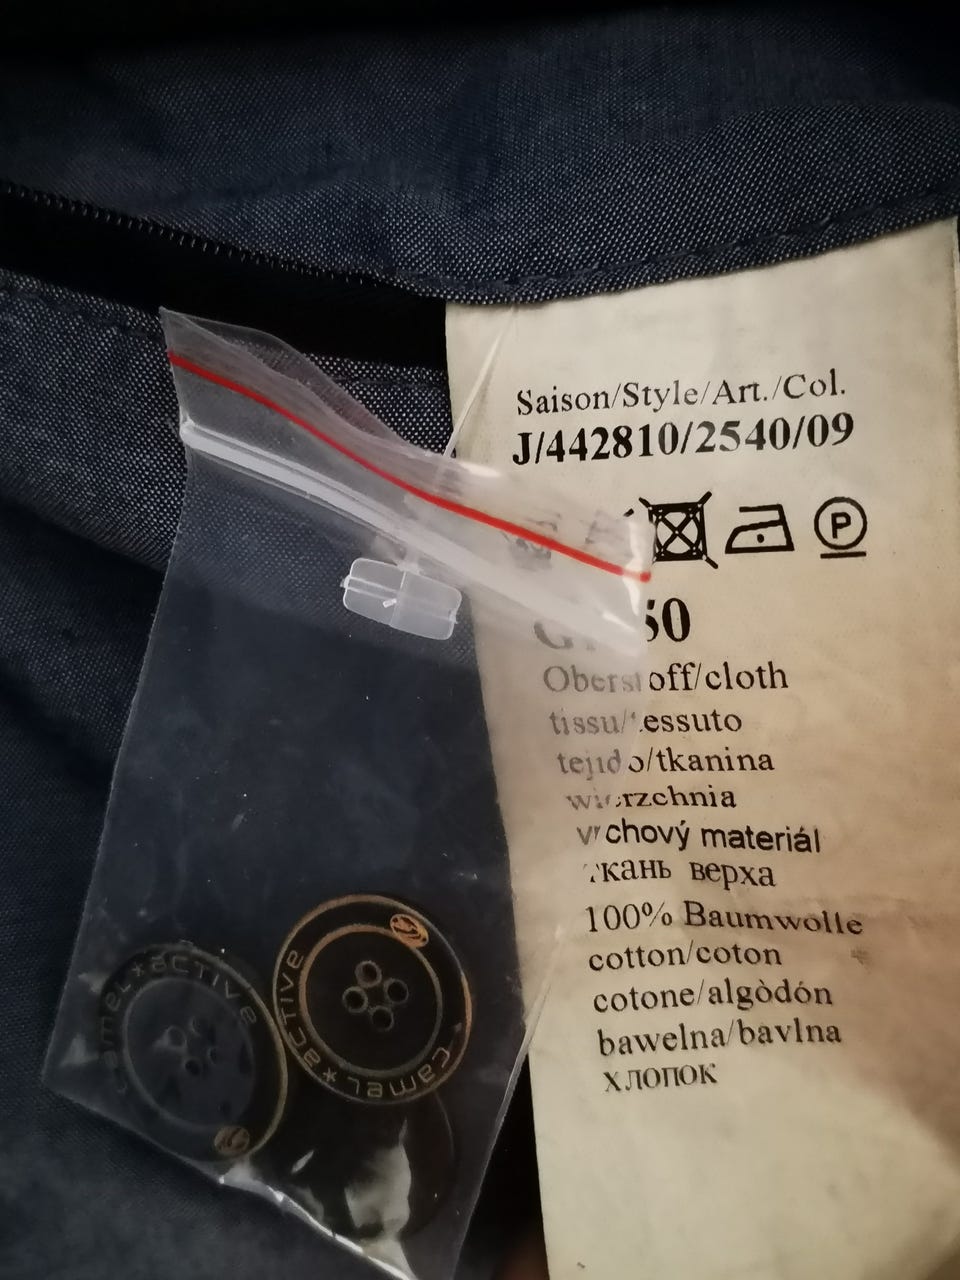 Saison/Style/Art./Col.
J/442810/2540/09
P
50
Oberstoff/cloth
tissu/tessuto
tejido/tkanina
wierzchnia
vrchový materiál
ткань верха
100% Baumwolle
cotton/coton
cotone/algòdón
bawelna/bavlna
хлопок
camel*active
camel*active